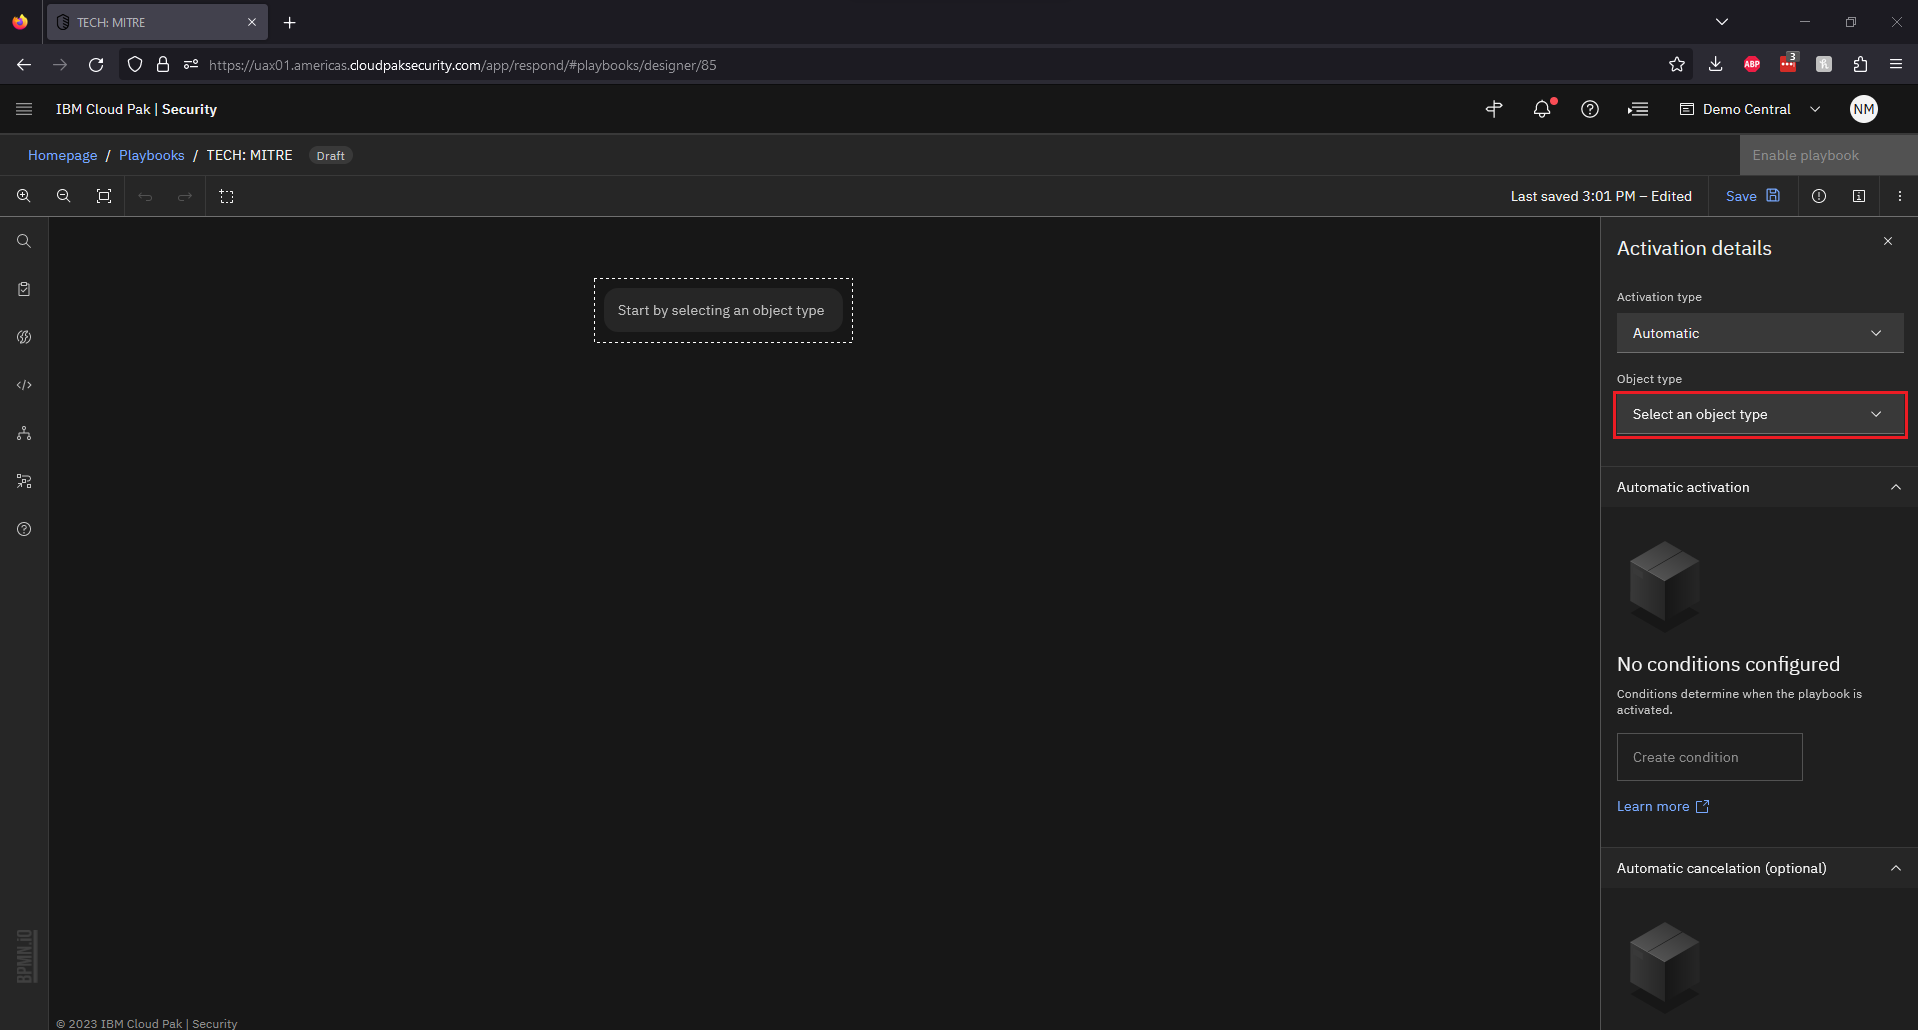 TECH: MITRE
https://uax01.americas.cloudpaksecurity.com/app/respond/#playbooks/designer/85
ABP
3
IBM Cloud Pak | Security
Demo Central
NM
Homepage / Playbooks / TECH: MITRE Draft
Enable playbook
Last saved 3:01 PM – Edited
Save
Start by selecting an object type
Activation details
Activation type
Automatic
Object type
Select an object type
Automatic activation
No conditions configured
Conditions determine when the playbook is
activated.
Create condition
Learn more
Automatic cancelation (optional)
BPMN.iO
© 2023 IBM Cloud Pak | Security